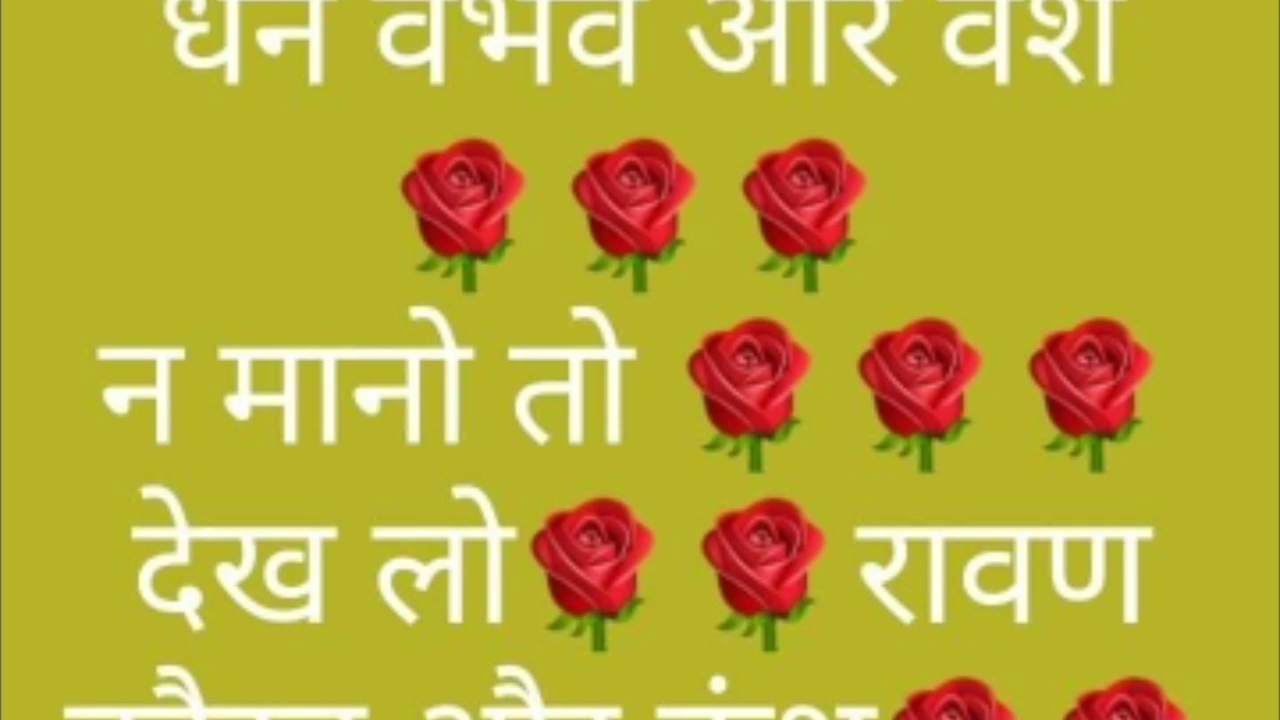 धन वैभव और वंश
🌹 🌹 🌹
न मानो तो 🌹 🌹 🌹
देख लो🌹 🌹 रावण